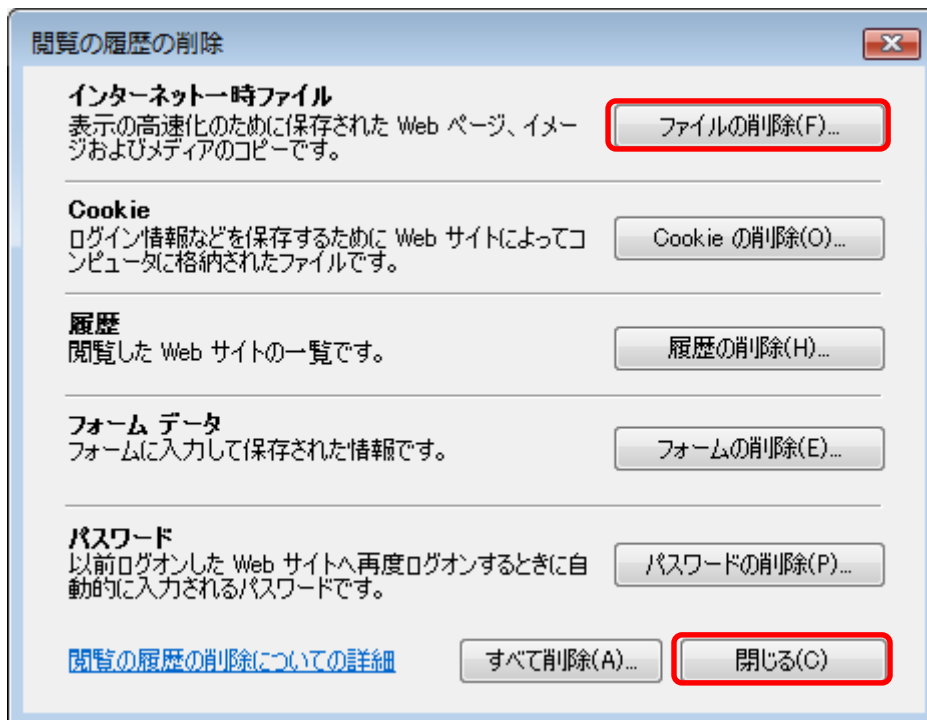 閲覧の履歴の削除
インターネット一時ファイル
表示の高速化のために保存された Web ページ、イメー
ジおよびメディアのコピーです。
ファイルの削除(F)...
Cookie
ログイン情報などを保存するために Web サイトによってコ
ンピュータに格納されたファイルです。
Cookie の削除(O)...
履歴
閲覧した Web サイトの一覧です。
履歴の削除(H)...
フォーム データ
フォームに入力して保存された情報です。
フォームの削除(E)...
パスワード
以前ログオンした Web サイトへ再度ログオンするときに自
動的に入力されるパスワードです。
パスワードの削除(P)...
閲覧の履歴の削除についての詳細
すべて削除(A)...
閉じる(C)